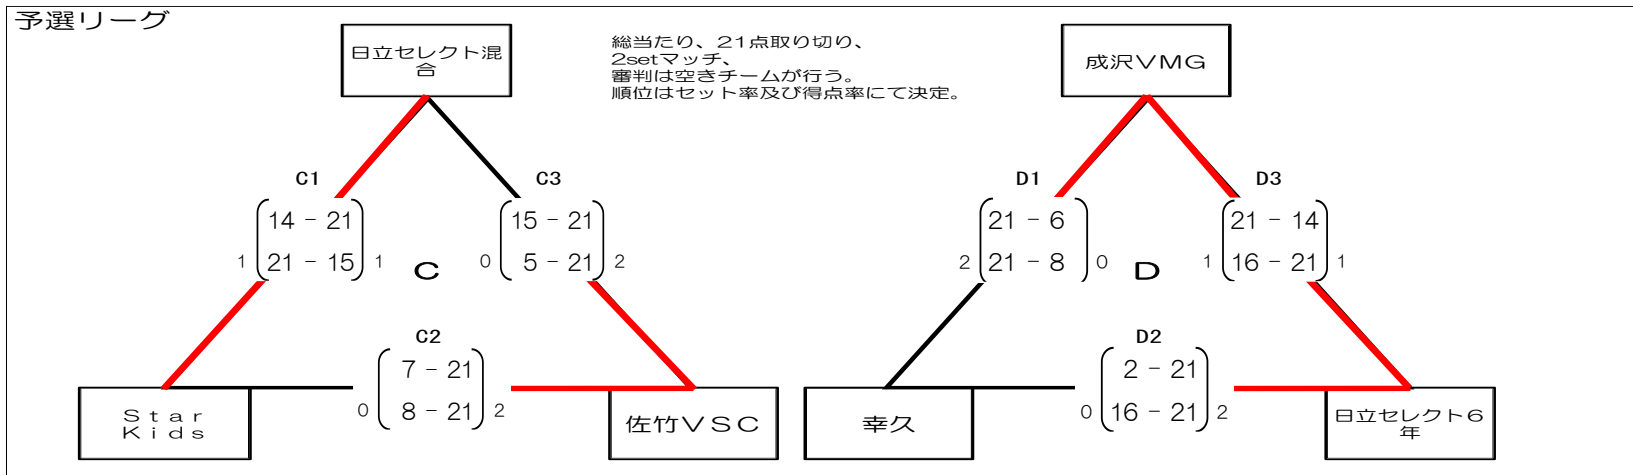 予選リーグ
日立セレクト混
合
総当たり、21点取り切り、
2setマッチ、
審判は空きチームが行う。
順位はセット率及び得点率にて決定。
成沢VMG
C1
C3
14 - 21
1 21 - 15 1
15 - 21
0 5 - 21 2
C
C2
7 - 21
0 8 - 21 2
Star
Kids
佐竹VSC
D1
D3
21 - 6
2 21 - 8 0
21 - 14
1 16 - 21 1
D
D2
2 - 21
0 16 - 21 2
幸久
日立セレクト6
年